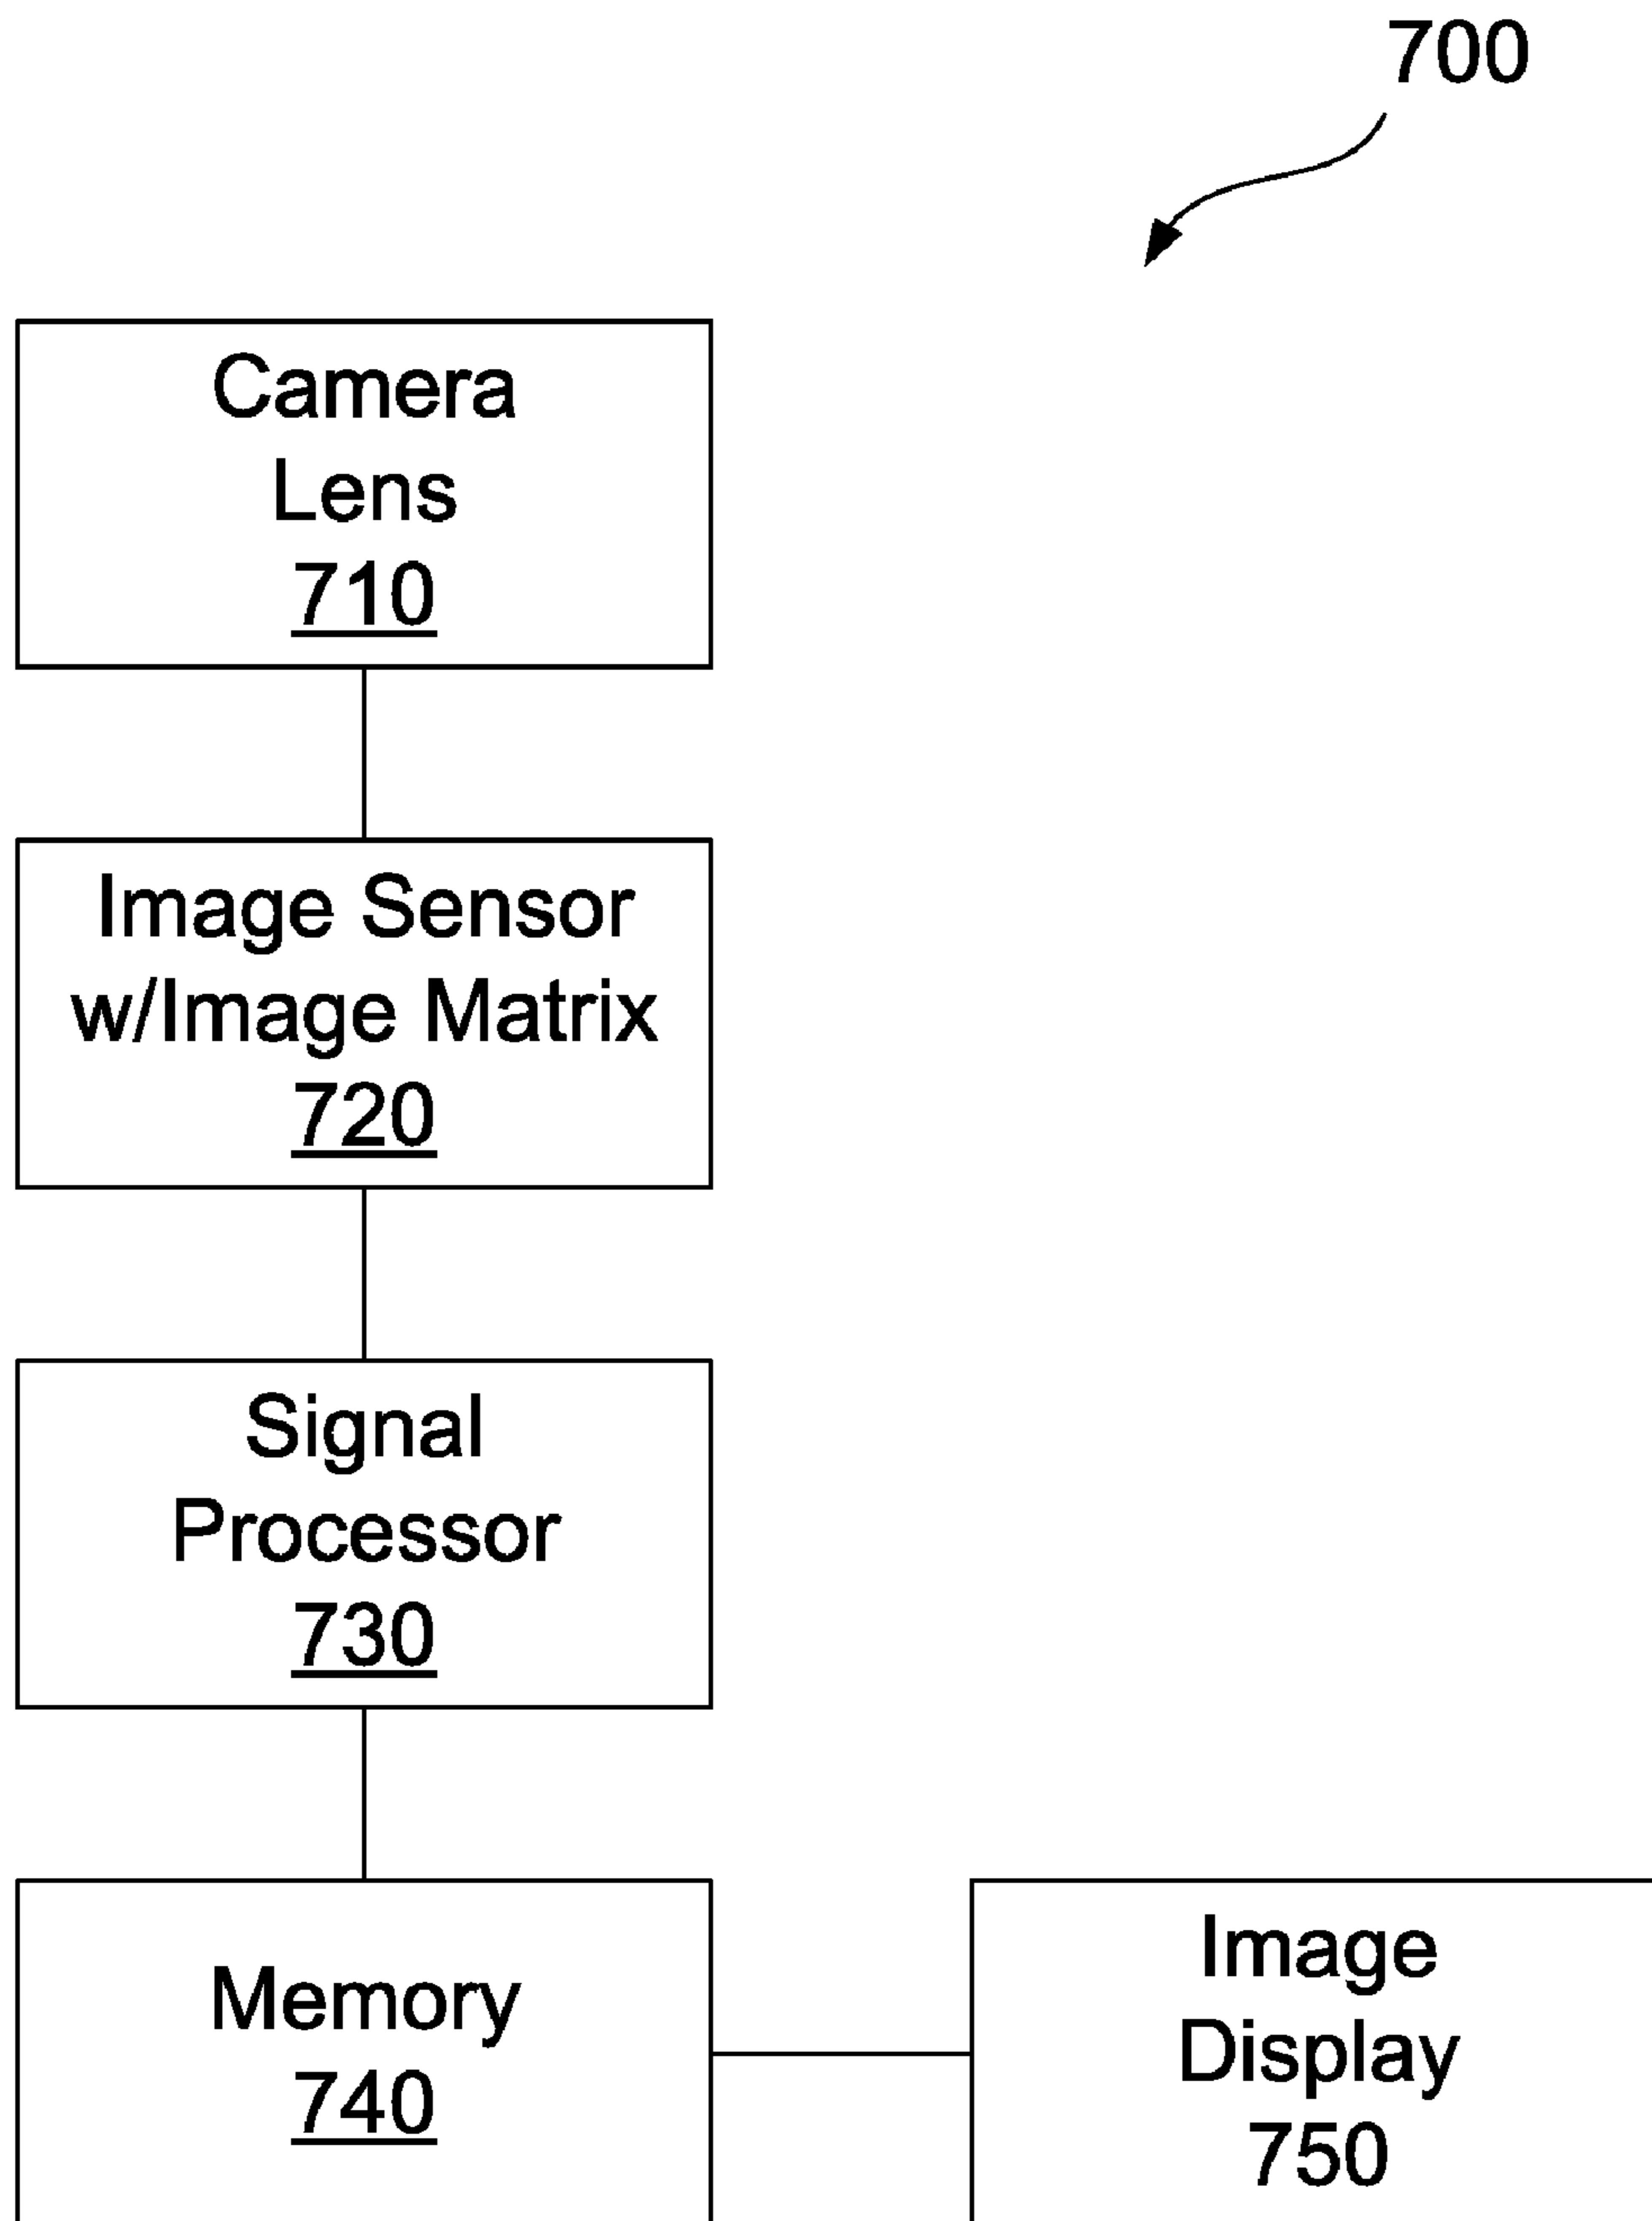 700
Camera
Lens
710
Image Sensor
w/Image Matrix
720
Signal
Processor
730
Memory
740
Image
Display
750